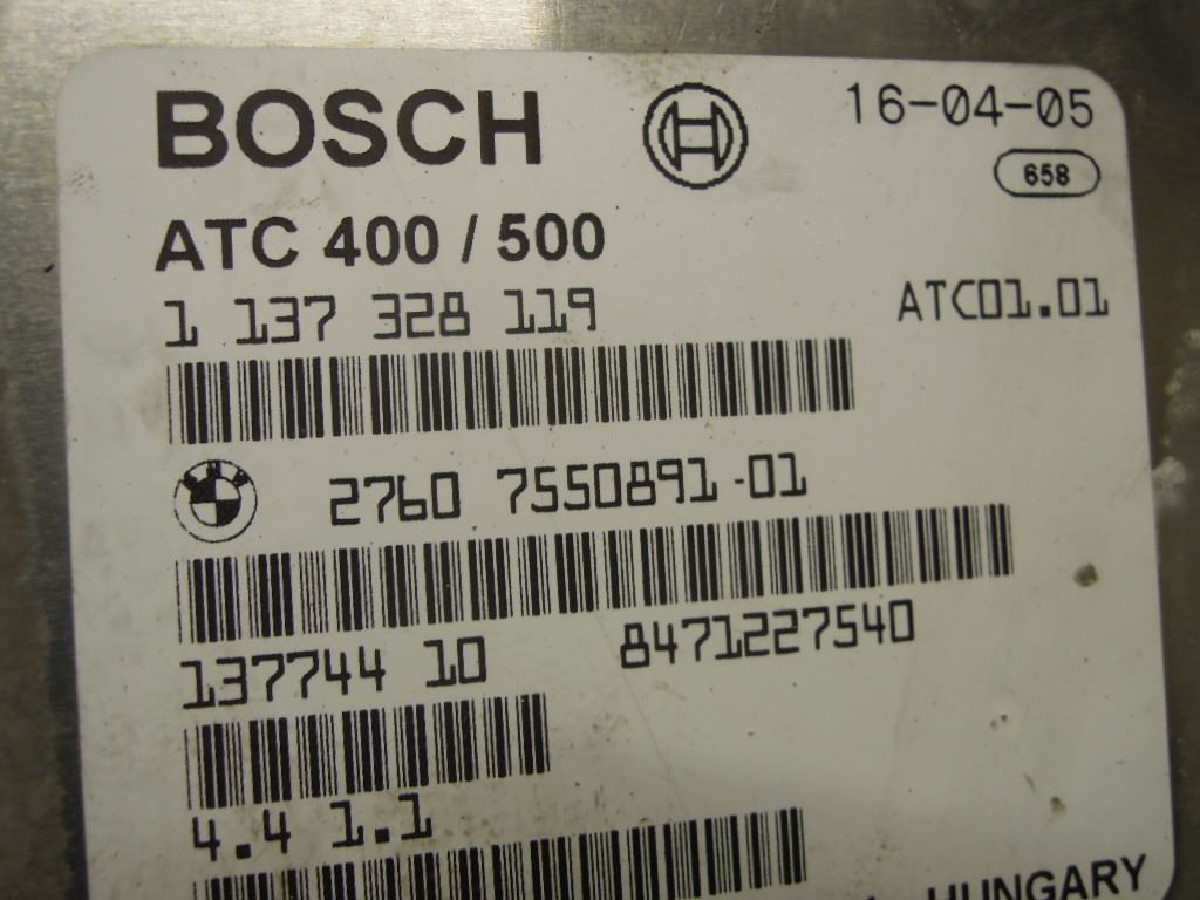 BOSCH
16-04-05
658
ATC 400 / 500
1 137 328 119
ATC01.01
2760 7550891-01
137744 10
8471227540
4.4 1.1
HUNGARY